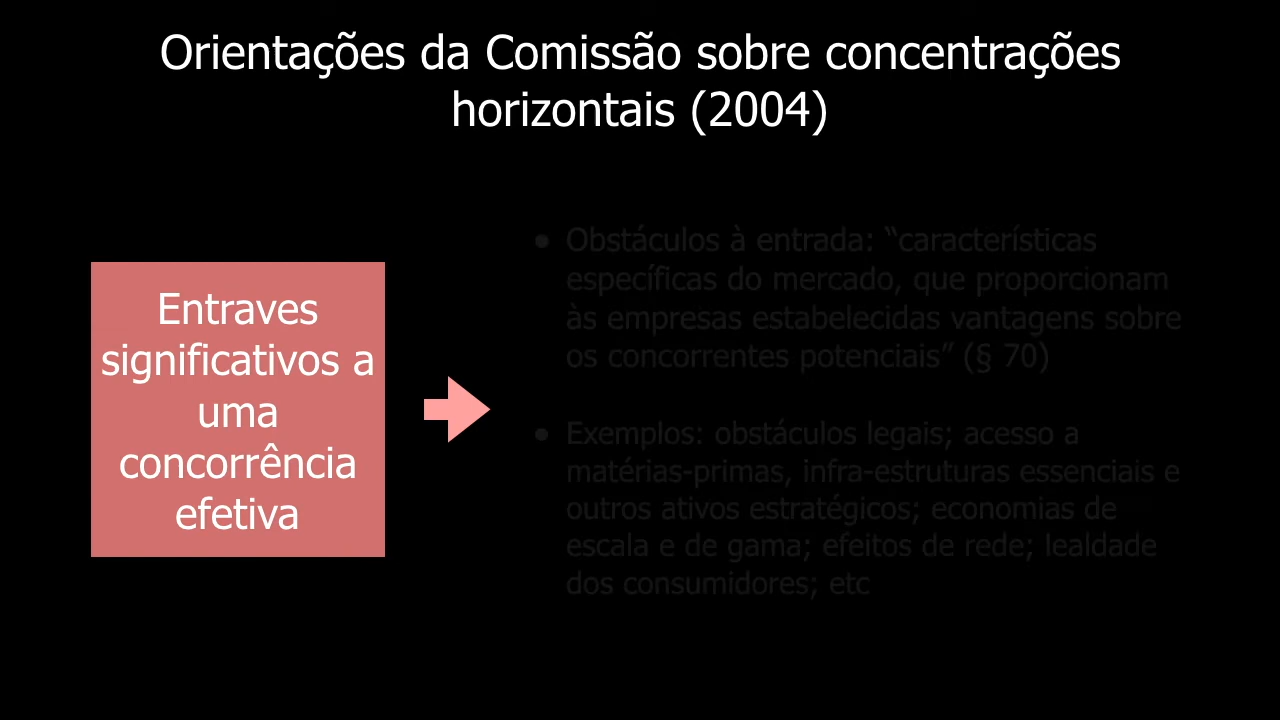 Orientações da Comissão sobre concentrações
horizontais (2004)
Entraves
significativos a
uma
concorrência
efetiva
● Obstáculos à entrada: “características
específicas do mercado, que proporcionam
às empresas estabelecidas vantagens sobre
os concorrentes potenciais” (§ 70)
● Exemplos: obstáculos legais; acesso a
matérias-primas, infra-estruturas essenciais e
outros ativos estratégicos; economias de
escala e de gama; efeitos de rede; lealdade
dos consumidores; etc